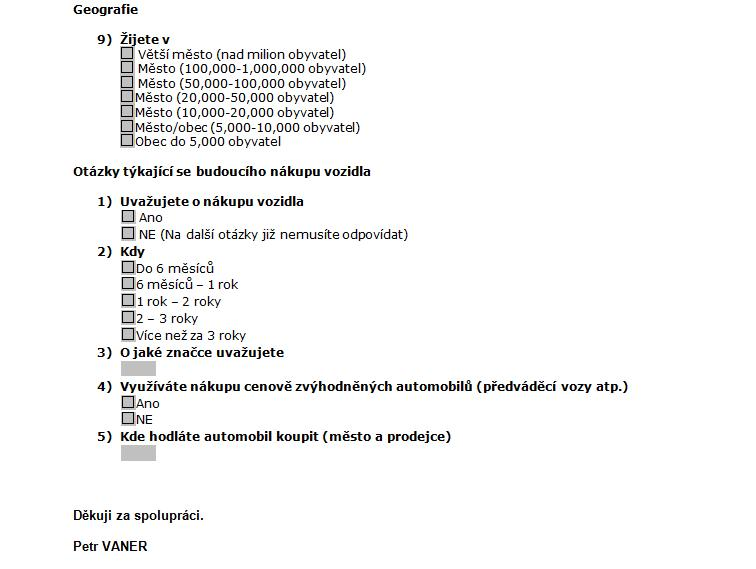 Geografie
9) Žijete v
Větší město (nad milion obyvatel)
Město (100,000-1,000,000 obyvatel)
Město (50,000-100,000 obyvatel)
Město (20,000-50,000 obyvatel)
Město (10,000-20,000 obyvatel)
Město/obec (5,000-10,000 obyvatel)
Obec do 5,000 obyvatel
Otázky týkající se budoucího nákupu vozidla
1) Uvažujete o nákupu vozidla
Ano
NE (Na další otázky již nemusíte odpovídat)
2) Kdy
Do 6 měsíců
6 měsíců – 1 rok
1 rok – 2 roky
2 – 3 roky
Více než za 3 roky
3) O jaké značce uvažujete
4) Využíváte nákupu cenově zvýhodněných automobilů (předváděcí vozy atp.)
Ano
NE
5) Kde hodláte automobil koupit (město a prodejce)
Děkuji za spolupráci.
Petr VANER